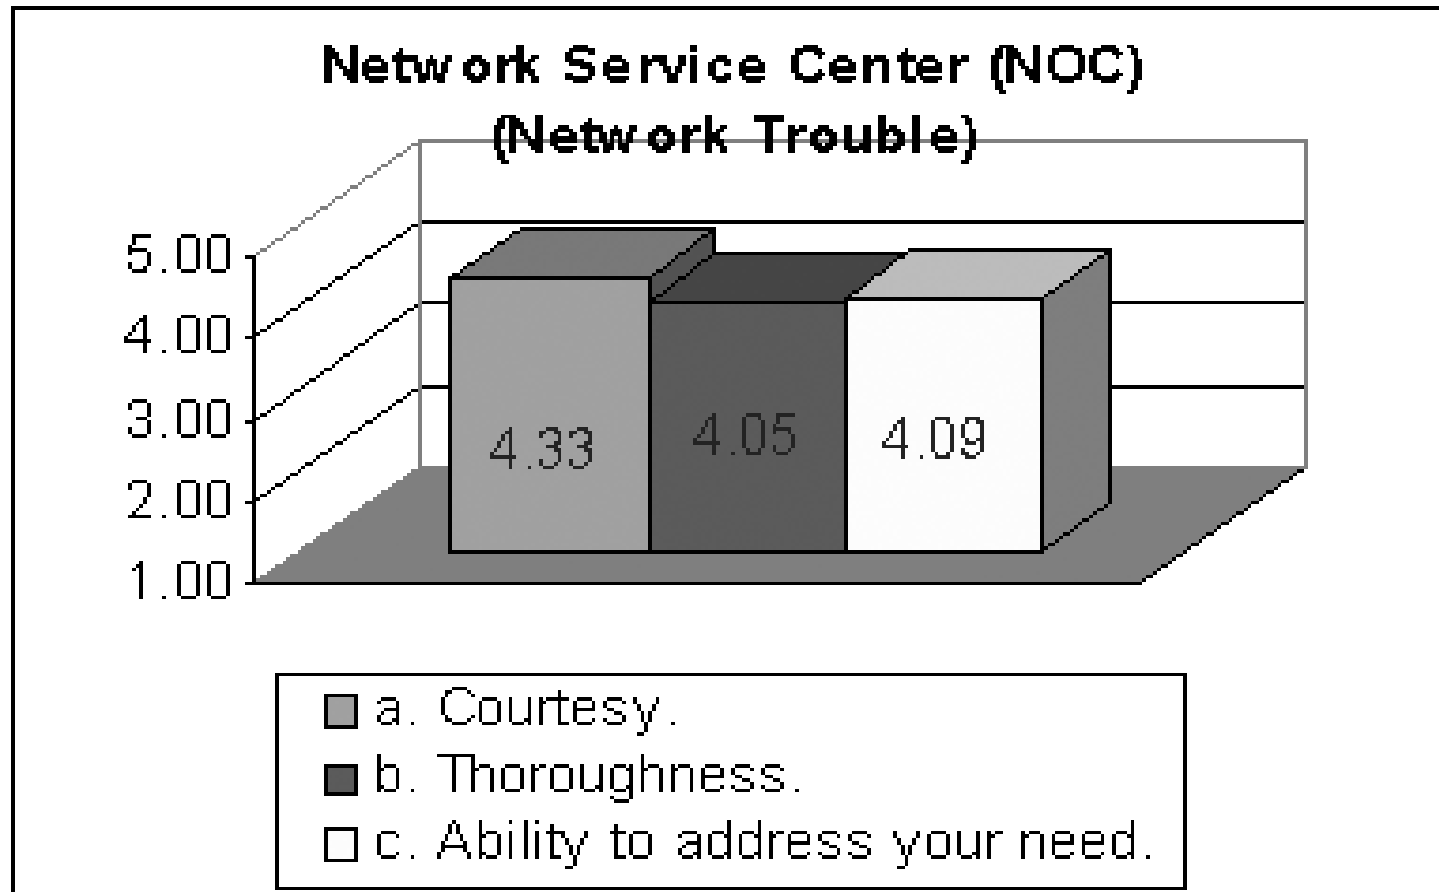 Network Service Center (NOC)
(Network Trouble)
5.00
4.00
3.00
2.00
1.00
4.33
4.05
4.09
a. Courtesy.
b. Thoroughness.
c. Ability to address your need.